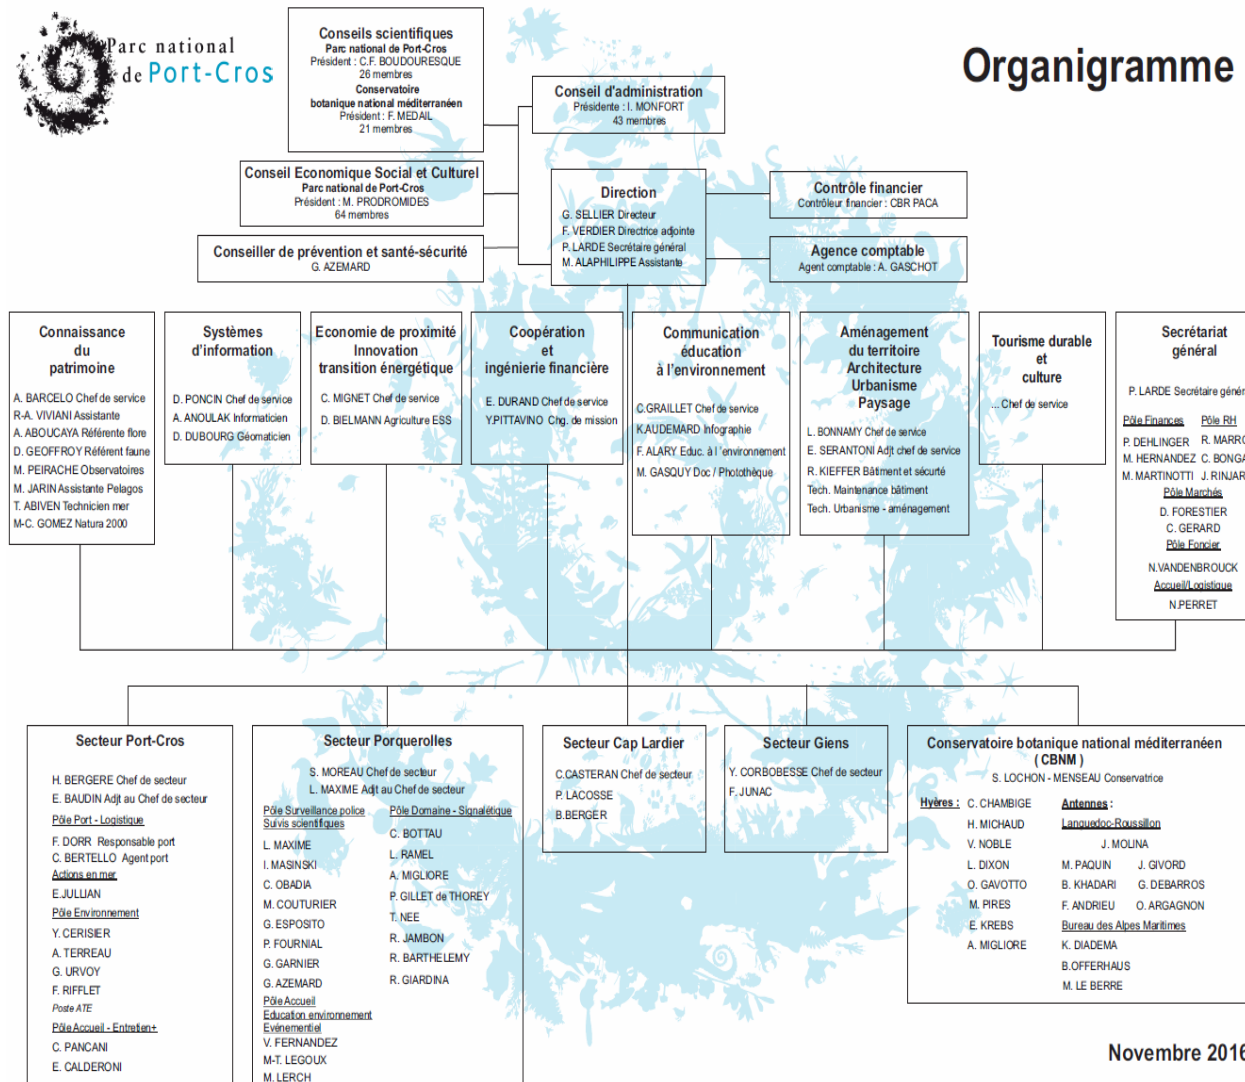 Parc national
de Port-Cros
Organigramme
Conseils scientifiques
Parc national de Port-Cros
Président : C.F. BOUDOURESQUE
26 membres
Conservatoire
botanique national méditerranéen
Président : F. MEDAIL
21 membres
Conseil d'administration
Présidente : I. MONFORT
43 membres
Conseil Economique Social et Culturel
Parc national de Port-Cros
Président : M. PRODROMIDES
64 membres
Direction
G. SELLIER Directeur
F. VERDIER Directrice adjointe
P. LARDE Secrétaire général
M. ALAPHILIPPE Assistante
Contrôle financier
Contrôleur financier : CBR PACA
Conseiller de prévention et santé-sécurité
G. AZEMARD
Agence comptable
Agent comptable : A. GASCHOT
Connaissance
du
patrimoine
A. BARCELO Chef de service
R-A. VIVIANI Assistante
A. ABOUCAYA Référente flore
D. GEOFFROY Référent faune
M. PEIRACHE Observatoires
M. JARIN Assistante Pelagos
T. ABIVEN Technicien mer
M-C. GOMEZ Natura 2000
Systèmes
d'information
D. PONCIN Chef de service
A. ANOULAK Informaticien
D. DUBOURG Géomaticien
Economie de proximité
Innovation
transition énergétique
C. MIGNET Chef de service
D. BIELMANN Agriculture ESS
Coopération
et
ingénierie financière
E. DURAND Chef de service
Y.PITTAVINO Chg. de mission
Communication
éducation
à l'environnement
C.GRAILLET Chef de service
K.AUDEMARD Infographie
F. ALARY Educ. à l'environnement
M. GASQUY Doc / Photothèque
Aménagement
du territoire
Architecture
Urbanisme
Paysage
L. BONNAMY Chef de service
E. SERANTONI Adjt chef de service
R. KIEFFER Bâtiment et sécurté
Tech. Maintenance bâtiment
Tech. Urbanisme - aménagement
Tourisme durable
et
culture
... Chef de service
Secrétariat
général
P. LARDE Secrétaire génér
Pôle Finances Pôle RH
P. DEHLINGER R. MARRO
M. HERNANDEZ C. BONGA
M. MARTINOTTI J. RINJAR
Pôle Marchés
D. FORESTIER
C. GERARD
Pôle Foncier
N.VANDENBROUCK
Accueil/Logistique
N.PERRET
Secteur Port-Cros
H. BERGERE Chef de secteur
E. BAUDIN Adjt au Chef de secteur
Pôle Port - Logistique
F. DORR Responsable port
C. BERTELLO Agent port
Actions en mer
E.JULLIAN
Pôle Environnement
Y. CERISIER
A. TERREAU
G. URVOY
F. RIFFLET
Poste ATE
Pôle Accueil - Entretien+
C. PANCANI
E. CALDERONI
Secteur Porquerolles
S. MOREAU Chef de secteur
L. MAXIME Adjt au Chef de secteur
Pôle Surveillance police
Suivis scientifiques
L. MAXIME
I. MASINSKI
C. OBADIA
M. COUTURIER
G. ESPOSITO
P. FOURNIAL
G. GARNIER
G. AZEMARD
Pôle Accueil
Education environnement
Evénementiel
V. FERNANDEZ
M-T. LEGOUX
M. LERCH
Pôle Domaine - Signalétique
C. BOTTAU
L. RAMEL
A. MIGLIORE
P. GILLET de THOREY
T. NEE
R. JAMBON
R. BARTHELEMY
R. GIARDINA
Secteur Cap Lardier
C.CASTERAN Chef de secteur
P. LACOSSE
B.BERGER
Secteur Giens
Y. CORBOBESSE Chef de secteur
F. JUNAC
Conservatoire botanique national méditerranéen
( CBNM )
S. LOCHON - MENSEAU Conservatrice
Hyères : C. CHAMBIGE
H. MICHAUD
V. NOBLE
L. DIXON
O. GAVOTTO
M. PIRES
E. KREBS
A. MIGLIORE
Antennes :
Languedoc-Roussillon
J. MOLINA
M. PAQUIN J. GIVORD
B. KHADARI G. DEBARROS
F. ANDRIEU O. ARGAGNON
Bureau des Alpes Maritimes
K. DIADEMA
B.OFFERHAUS
M. LE BERRE
Novembre 2016